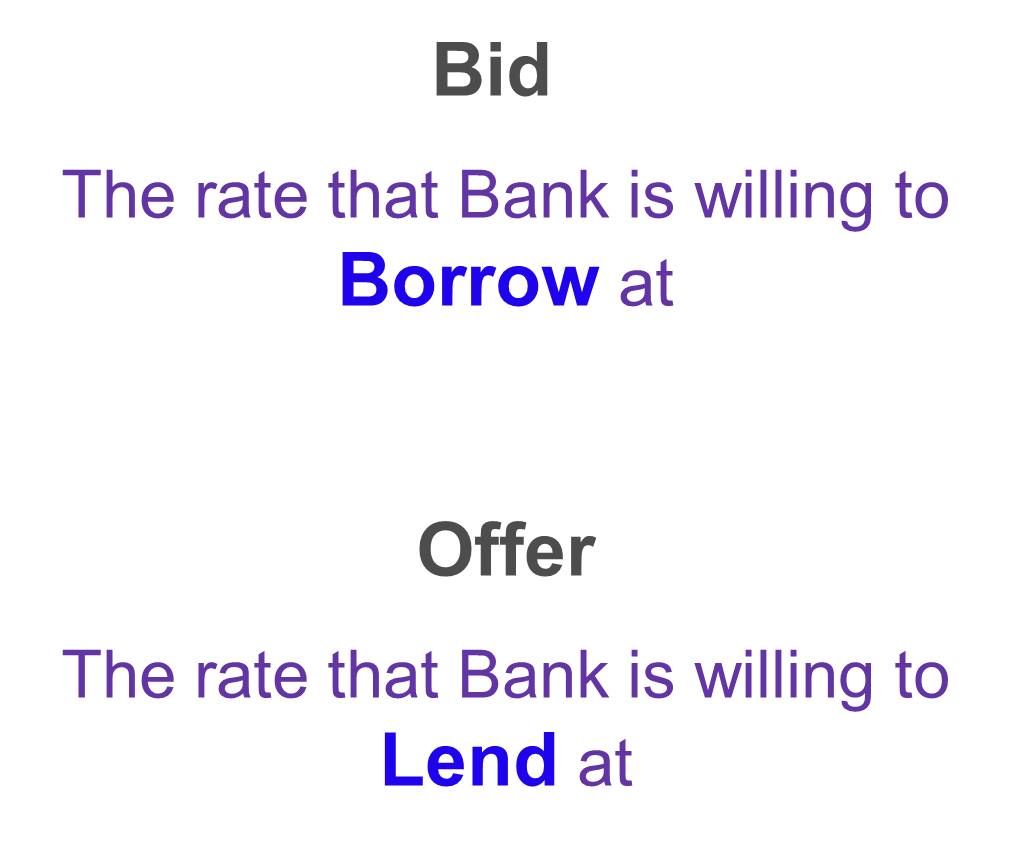 Bid
The rate that Bank is willing to
Borrow at
Offer
The rate that Bank is willing to
Lend at